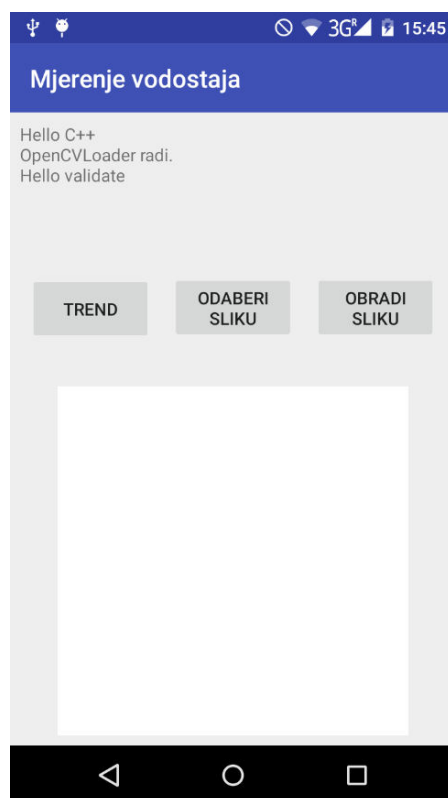 3G R 15:45
Mjerenje vodostaja
Hello C++
OpenCVLoader radi.
Hello validate
TREND
ODABERI
SLIKU
OBRADI
SLIKU